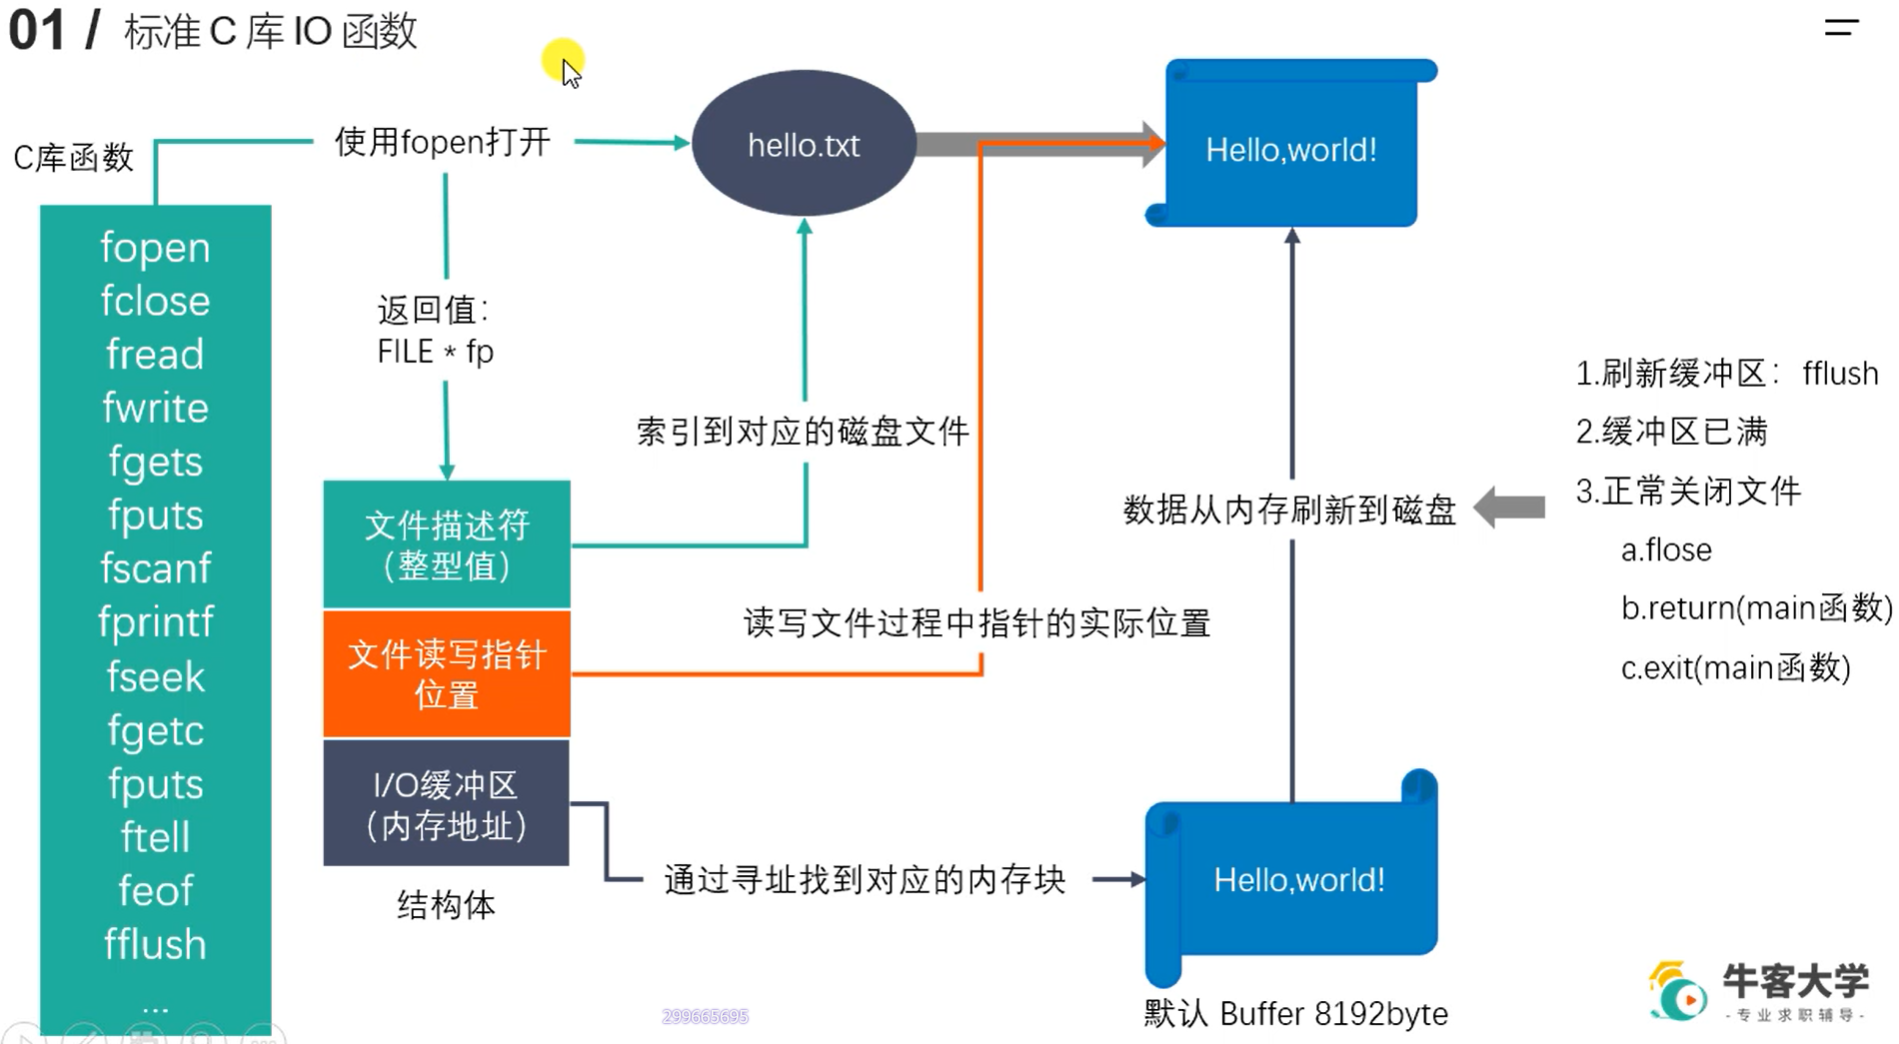 01 / 标准 C 库 IO 函数
C库函数
使用fopen打开
hello.txt
Hello,world!
fopen
fclose
fread
fwrite
fgets
fputs
fscanf
fprintf
fseek
fgetc
fputs
ftell
feof
fflush
...
返回值：
FILE * fp
文件描述符
（整型值）
文件读写指针
位置
I/O缓冲区
（内存地址）
结构体
索引到对应的磁盘文件
读写文件过程中指针的实际位置
通过寻址找到对应的内存块
数据从内存刷新到磁盘
Hello,world!
默认 Buffer 8192byte
1.刷新缓冲区：fflush
2.缓冲区已满
3.正常关闭文件
a.flose
b.return(main函数)
c.exit(main函数)
299665695
牛客大学
-专业求职辅导-